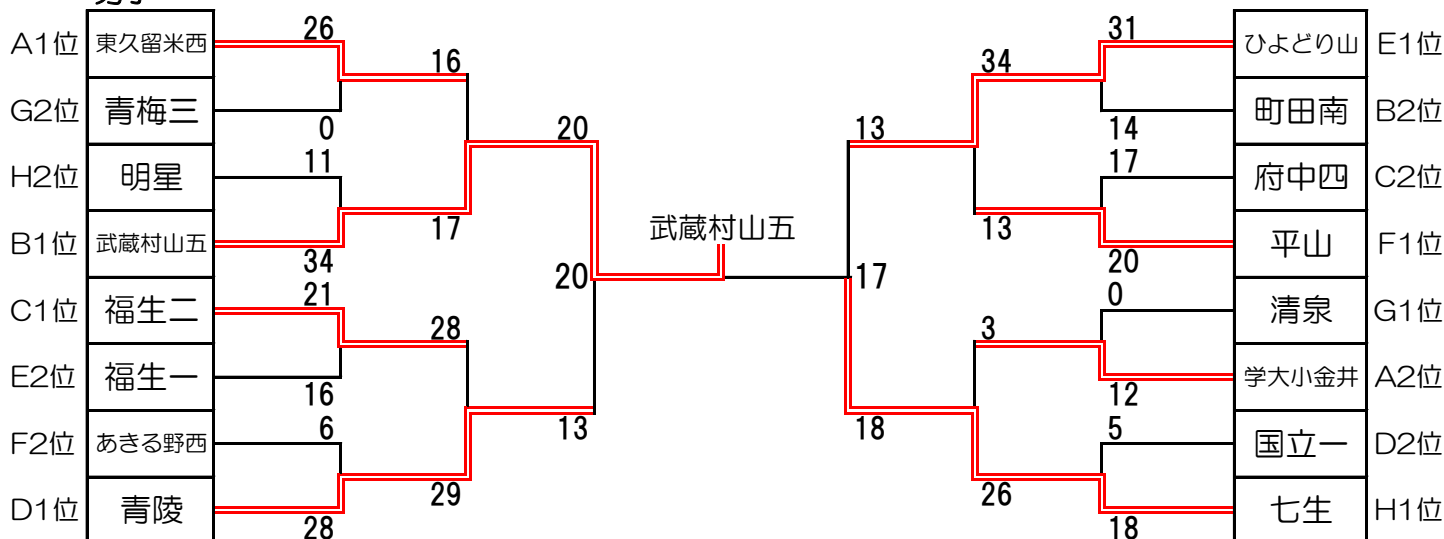 A1位 東久留米西 26 16 34 31 ひよどり山 E1位
G2位 青梅三 0 20 13 14 町田南 B2位
H2位 明星 11 17 府中四 C2位
B1位 武蔵村山五 34 17 武蔵村山五 13 20 平山 F1位
20 17
C1位 福生二 21 28 3 0 清泉 G1位
E2位 福生一 16 12 学大小金井 A2位
F2位 あきる野西 6 13 18 5 国立一 D2位
D1位 青陵 28 29 26 18 七生 H1位